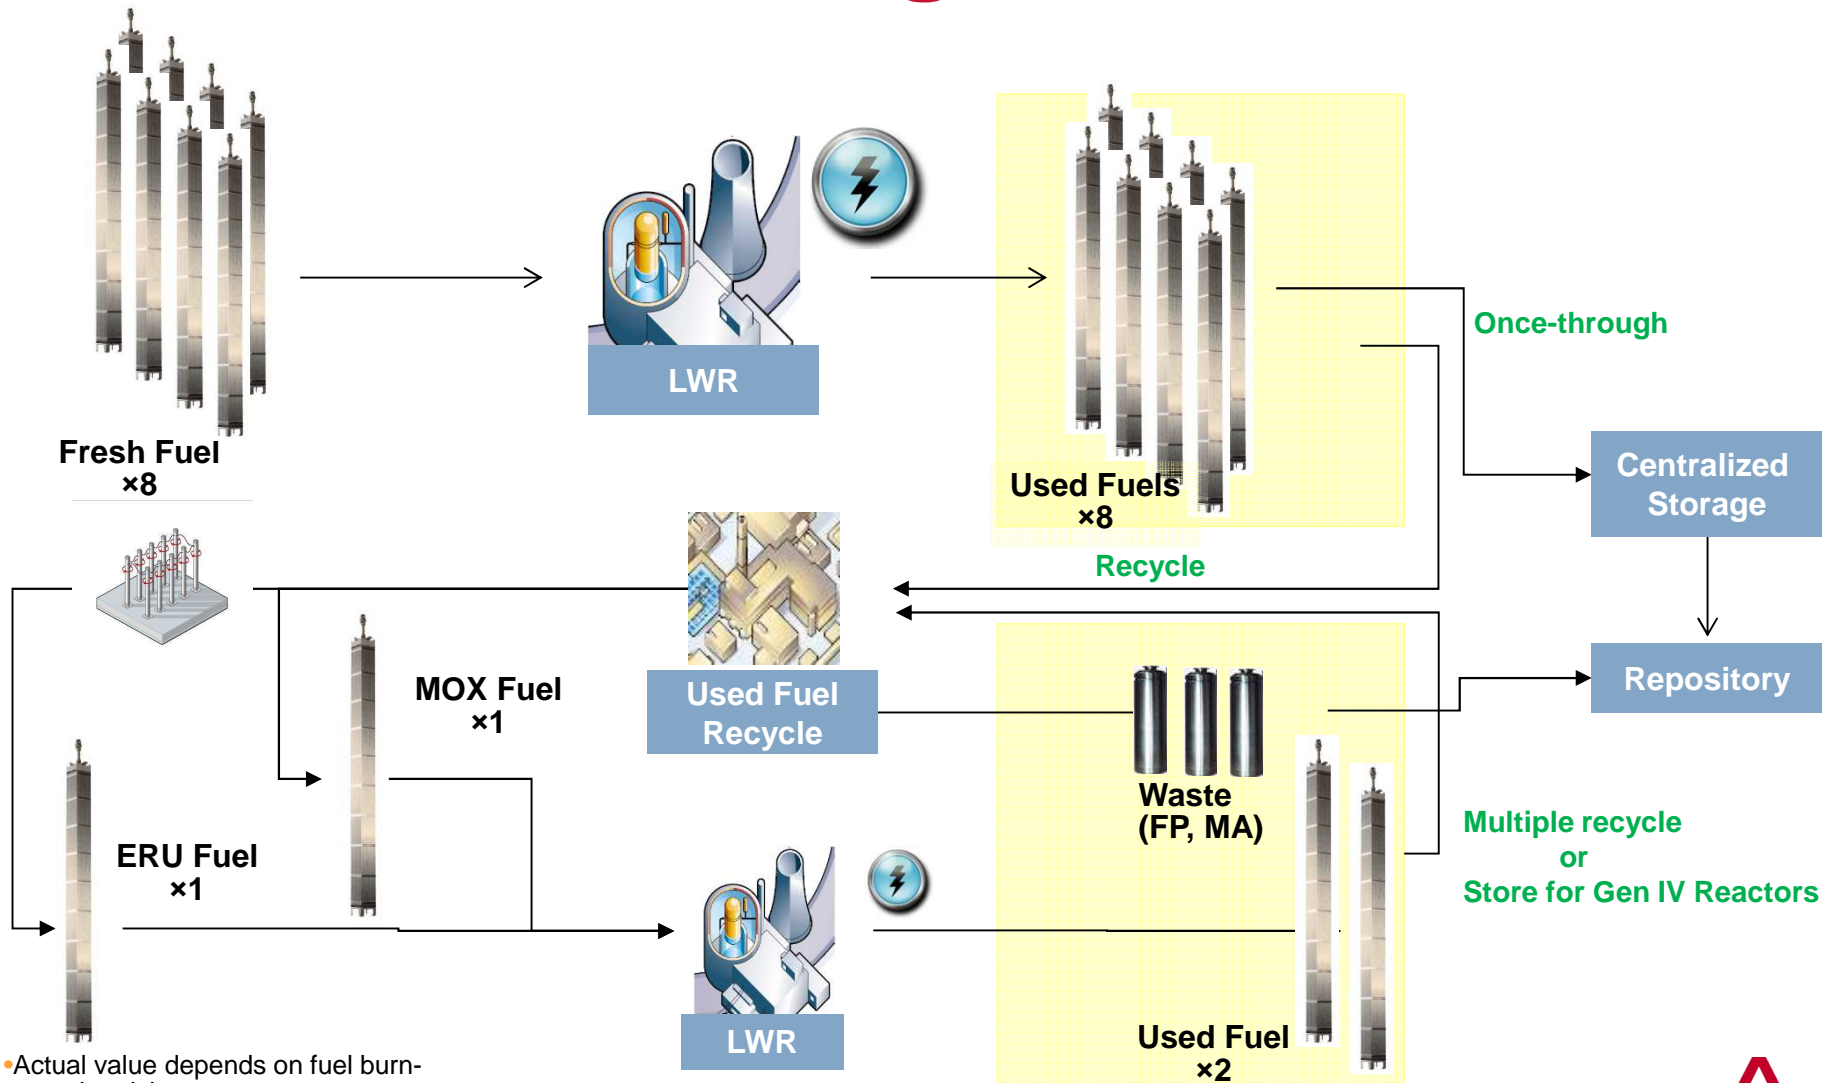 Fresh Fuel
×8
LWR
Used Fuels
×8
Once-through
Centralized
Storage
Recycle
Repository
MOX Fuel
×1
Used Fuel
Recycle
Waste
(FP, MA)
ERU Fuel
×1
Multiple recycle
or
Store for Gen IV Reactors
LWR
Used Fuel
×2
•Actual value depends on fuel burn-